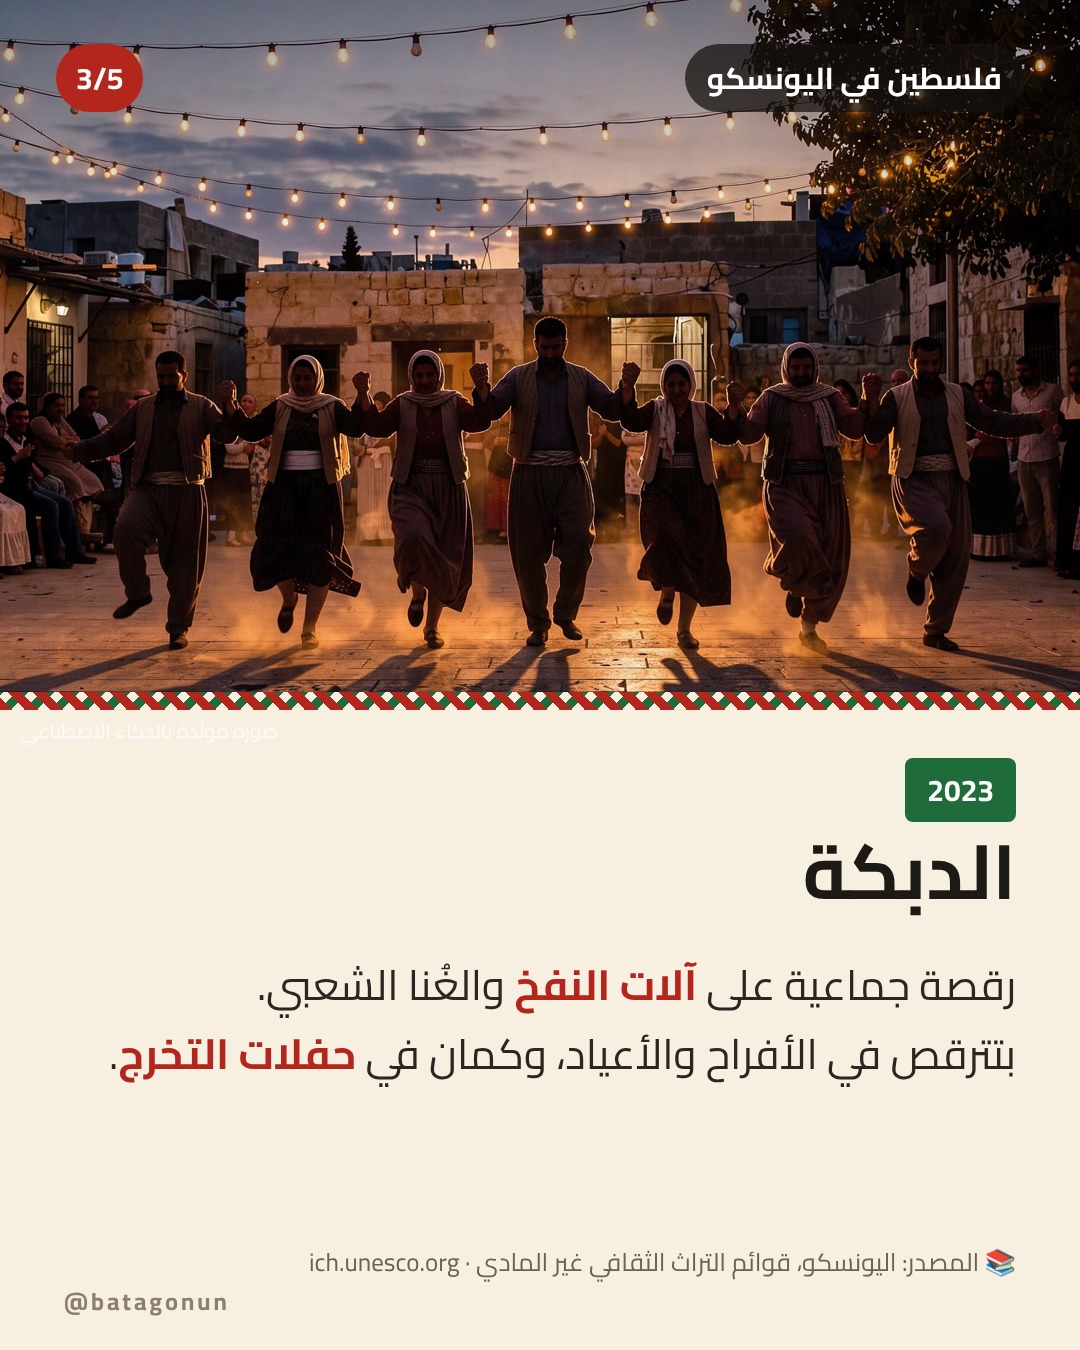 فلسطين في اليونسكو
3/5
صورة مولّدة بالذكاء الاصطناعي
2023
الدبكة
رقصة جماعية على آلات النفخ والغُنا الشعبي.
بتترقص في الأفراح والأعياد، وكمان في حفلات التخرج.
📚 المصدر: اليونسكو، قوائم التراث الثقافي غير المادي · ich.unesco.org
@batagonun